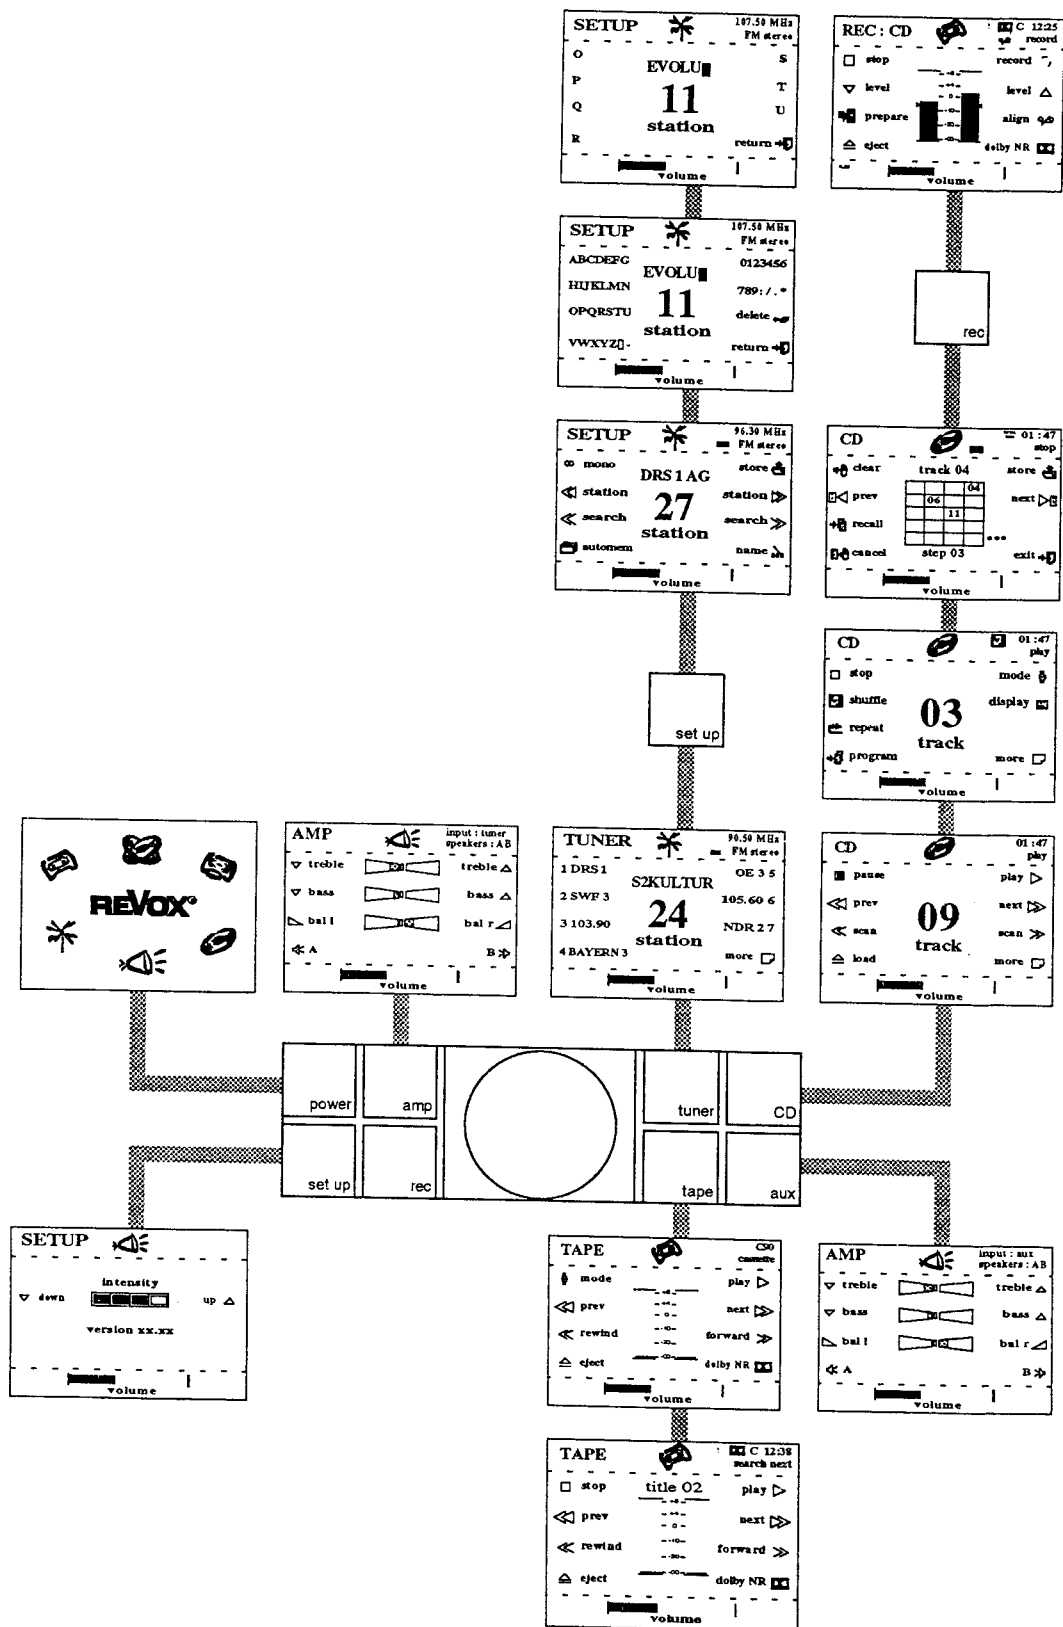 SETUP
107.50 MHz
FM stereo
O
P
Q
R
EVOLU
11
station
S
T
U
return
volume
REC : CD
C 12:25
record
stop
level
prepare
eject
record
level
align
dolby NR
volume
SETUP
107.50 MHz
FM stereo
ABCDEFG
HIJKLMN
OPQRSTU
VWXYZ▯-
EVOLU
11
station
0123456
789:/.*
delete
return
volume
rec
SETUP
96.30 MHz
FM stereo
mono
station
search
automem
DRS 1 AG
27
station
store
station
search
name
volume
CD
01 : 47
stop
clear
prev
recall
cancel
track 04
04
06
11
step 03
store
next
exit
volume
set up
CD
01 :47
play
stop
shuffle
repeat
program
03
track
mode
display
more
volume
REVOX
AMP
input : tuner
speakers : AB
treble
bass
bal l
A
treble
bass
bal r
B
volume
TUNER
90.50 MHz
FM stereo
1 DRS 1
2 SWF 3
3 103.90
4 BAYERN 3
S2KULTUR
24
station
OE 3 5
105.60 6
NDR 2 7
more
volume
CD
01 :47
play
pause
prev
scan
load
09
track
play
next
scan
more
volume
power
amp
tuner
CD
set up
rec
tape
aux
SETUP
intensity
down
up
version xx.xx
volume
TAPE
C90
cassette
mode
prev
rewind
eject
play
next
forward
dolby NR
volume
AMP
input : aux
speakers : AB
treble
bass
bal l
A
treble
bass
bal r
B
volume
TAPE
C 12:38
search next
stop
prev
rewind
eject
title 02
play
next
forward
dolby NR
volume